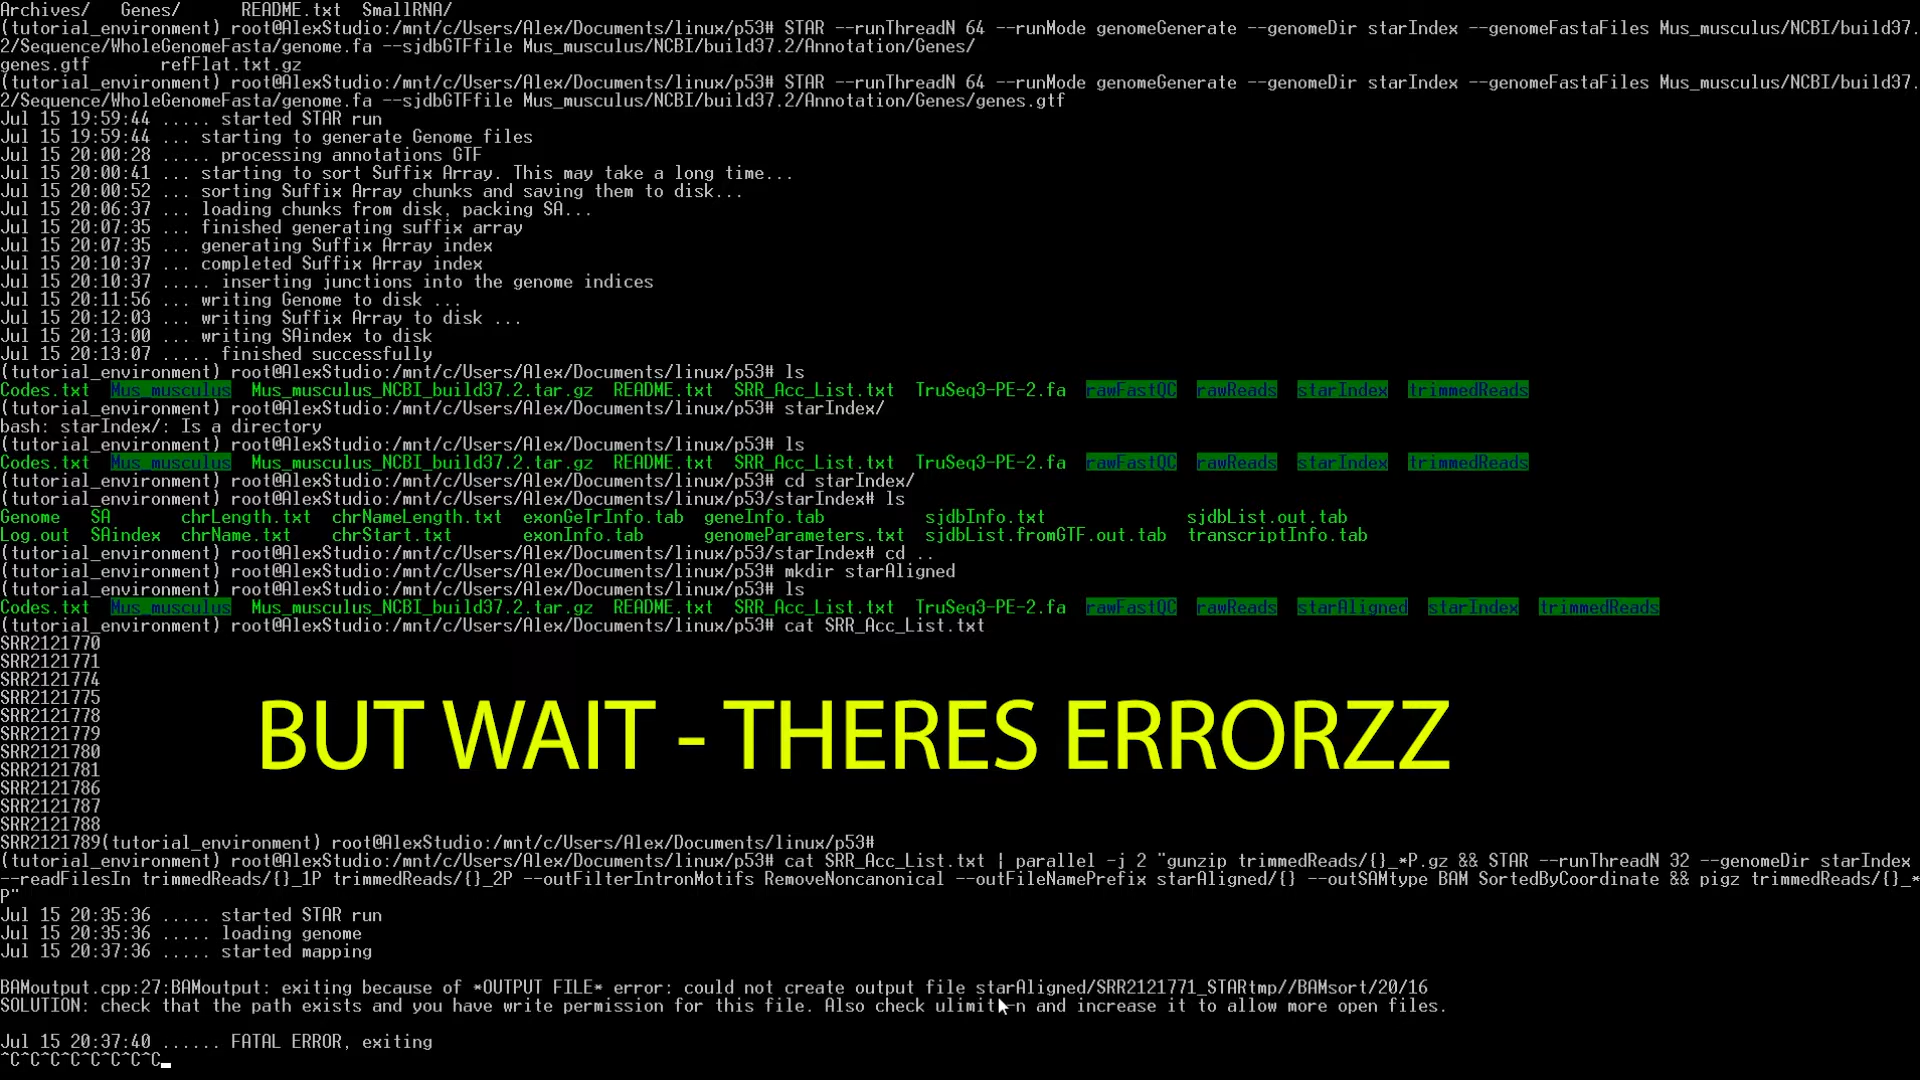 Archives/   Genes/      README.txt  SmallRNA/
(tutorial_environment) root@AlexStudio:/mnt/c/Users/Alex/Documents/linux/p53# STAR --runThreadN 64 --runMode genomeGenerate --genomeDir starIndex --genomeFastaFiles Mus_musculus/NCBI/build37.
2/Sequence/WholeGenomeFasta/genome.fa --sjdbGTFfile Mus_musculus/NCBI/build37.2/Annotation/Genes/
genes.gtf       refFlat.txt.gz
(tutorial_environment) root@AlexStudio:/mnt/c/Users/Alex/Documents/linux/p53# STAR --runThreadN 64 --runMode genomeGenerate --genomeDir starIndex --genomeFastaFiles Mus_musculus/NCBI/build37.
2/Sequence/WholeGenomeFasta/genome.fa --sjdbGTFfile Mus_musculus/NCBI/build37.2/Annotation/Genes/genes.gtf
Jul 15 19:59:44 ..... started STAR run
Jul 15 19:59:44 ... starting to generate Genome files
Jul 15 20:00:28 ..... processing annotations GTF
Jul 15 20:00:41 ... starting to sort Suffix Array. This may take a long time...
Jul 15 20:00:52 ... sorting Suffix Array chunks and saving them to disk...
Jul 15 20:06:37 ... loading chunks from disk, packing SA...
Jul 15 20:07:35 ... finished generating suffix array
Jul 15 20:07:35 ... generating Suffix Array index
Jul 15 20:10:37 ... completed Suffix Array index
Jul 15 20:10:37 ..... inserting junctions into the genome indices
Jul 15 20:11:56 ... writing Genome to disk ...
Jul 15 20:12:03 ... writing Suffix Array to disk ...
Jul 15 20:13:00 ... writing SAindex to disk
Jul 15 20:13:07 ..... finished successfully
(tutorial_environment) root@AlexStudio:/mnt/c/Users/Alex/Documents/linux/p53# ls
Codes.txt  Mus_musculus  Mus_musculus_NCBI_build37.2.tar.gz  README.txt  SRR_Acc_List.txt  TruSeq3-PE-2.fa  rawFastQC  rawReads  starIndex  trimmedReads
(tutorial_environment) root@AlexStudio:/mnt/c/Users/Alex/Documents/linux/p53# starIndex/
bash: starIndex/: Is a directory
(tutorial_environment) root@AlexStudio:/mnt/c/Users/Alex/Documents/linux/p53# ls
Codes.txt  Mus_musculus  Mus_musculus_NCBI_build37.2.tar.gz  README.txt  SRR_Acc_List.txt  TruSeq3-PE-2.fa  rawFastQC  rawReads  starIndex  trimmedReads
(tutorial_environment) root@AlexStudio:/mnt/c/Users/Alex/Documents/linux/p53# cd starIndex/
(tutorial_environment) root@AlexStudio:/mnt/c/Users/Alex/Documents/linux/p53/starIndex# ls
Genome   SA       chrLength.txt  chrNameLength.txt  exonGeTrInfo.tab  geneInfo.tab          sjdbInfo.txt              sjdbList.out.tab
Log.out  SAindex  chrName.txt    chrStart.txt       exonInfo.tab      genomeParameters.txt  sjdbList.fromGTF.out.tab  transcriptInfo.tab
(tutorial_environment) root@AlexStudio:/mnt/c/Users/Alex/Documents/linux/p53/starIndex# cd ..
(tutorial_environment) root@AlexStudio:/mnt/c/Users/Alex/Documents/linux/p53# mkdir starAligned
(tutorial_environment) root@AlexStudio:/mnt/c/Users/Alex/Documents/linux/p53# ls
Codes.txt  Mus_musculus  Mus_musculus_NCBI_build37.2.tar.gz  README.txt  SRR_Acc_List.txt  TruSeq3-PE-2.fa  rawFastQC  rawReads  starAligned  starIndex  trimmedReads
(tutorial_environment) root@AlexStudio:/mnt/c/Users/Alex/Documents/linux/p53# cat SRR_Acc_List.txt
SRR2121770
SRR2121771
SRR2121774
SRR2121775
SRR2121778
SRR2121779
SRR2121780
SRR2121781
SRR2121786
SRR2121787
SRR2121788
BUT WAIT - THERES ERRORZZ
SRR2121789(tutorial_environment) root@AlexStudio:/mnt/c/Users/Alex/Documents/linux/p53#
(tutorial_environment) root@AlexStudio:/mnt/c/Users/Alex/Documents/linux/p53# cat SRR_Acc_List.txt | parallel -j 2 "gunzip trimmedReads/{}_*P.gz && STAR --runThreadN 32 --genomeDir starIndex
--readFilesIn trimmedReads/{}_1P trimmedReads/{}_2P --outFilterIntronMotifs RemoveNoncanonical --outFileNamePrefix starAligned/{} --outSAMtype BAM SortedByCoordinate && pigz trimmedReads/{}_*
P"
Jul 15 20:35:36 ..... started STAR run
Jul 15 20:35:36 ..... loading genome
Jul 15 20:37:36 ..... started mapping
BAMoutput.cpp:27:BAMoutput: exiting because of *OUTPUT FILE* error: could not create output file starAligned/SRR2121771_STARtmp//BAMsort/20/16
SOLUTION: check that the path exists and you have write permission for this file. Also check ulimit -n and increase it to allow more open files.
Jul 15 20:37:40 ...... FATAL ERROR, exiting
^C^C^C^C^C^C^C^C